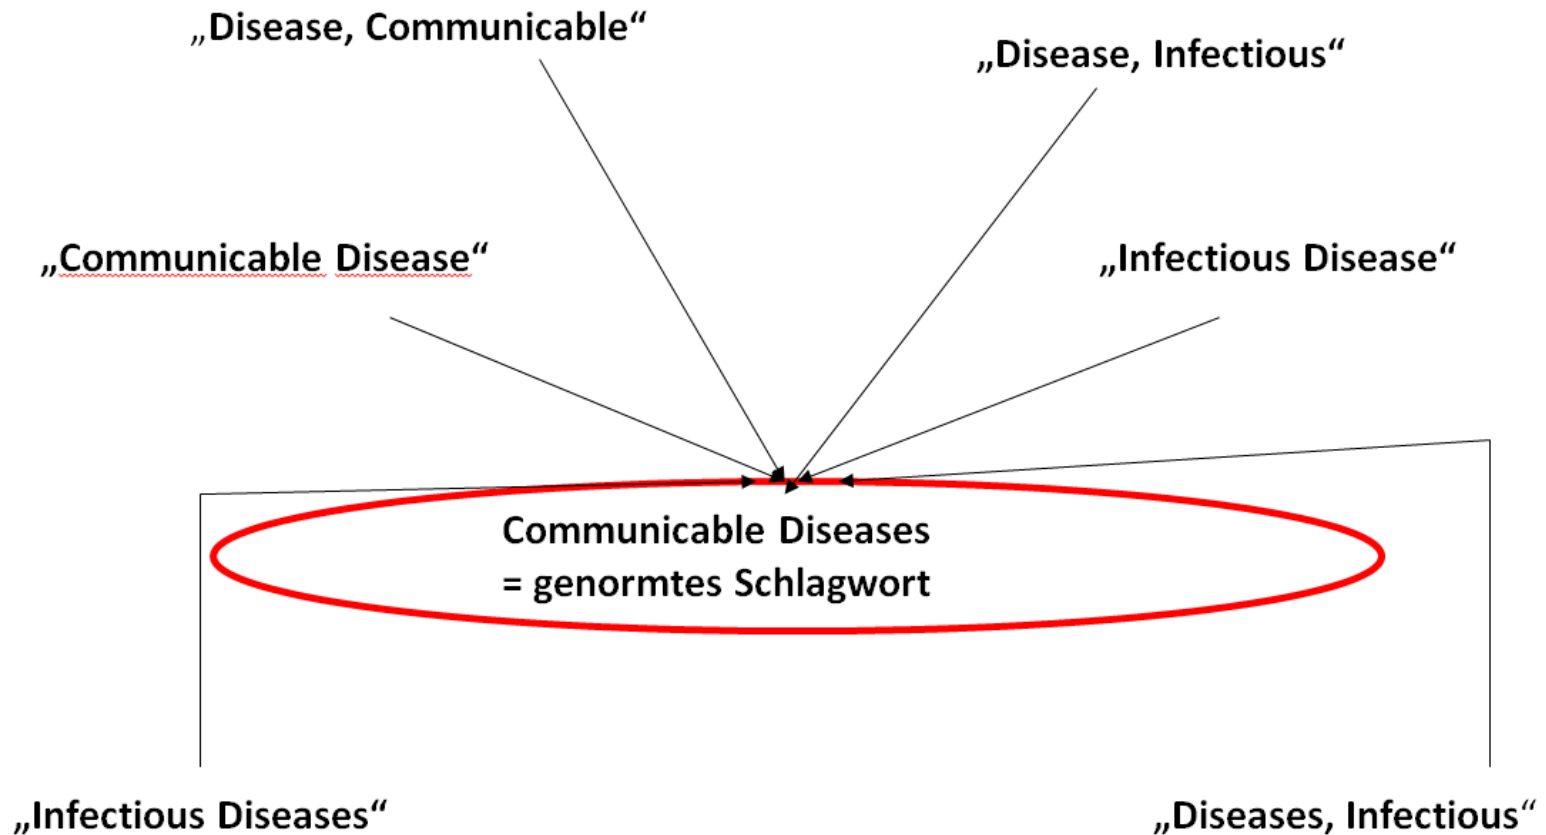 „Disease, Communicable“
„Disease, Infectious“
„Communicable Disease“
„Infectious Disease“
Communicable Diseases
= genormtes Schlagwort
„Infectious Diseases“
„Diseases, Infectious“